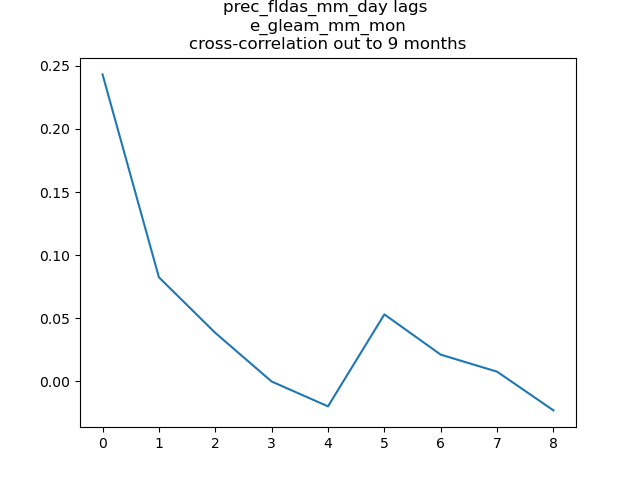 prec_fldas_mm_day lags
e_gleam_mm_mon
cross-correlation out to 9 months
0.25
0.20
0.15
0.10
0.05
0.00
0 1 2 3 4 5 6 7 8